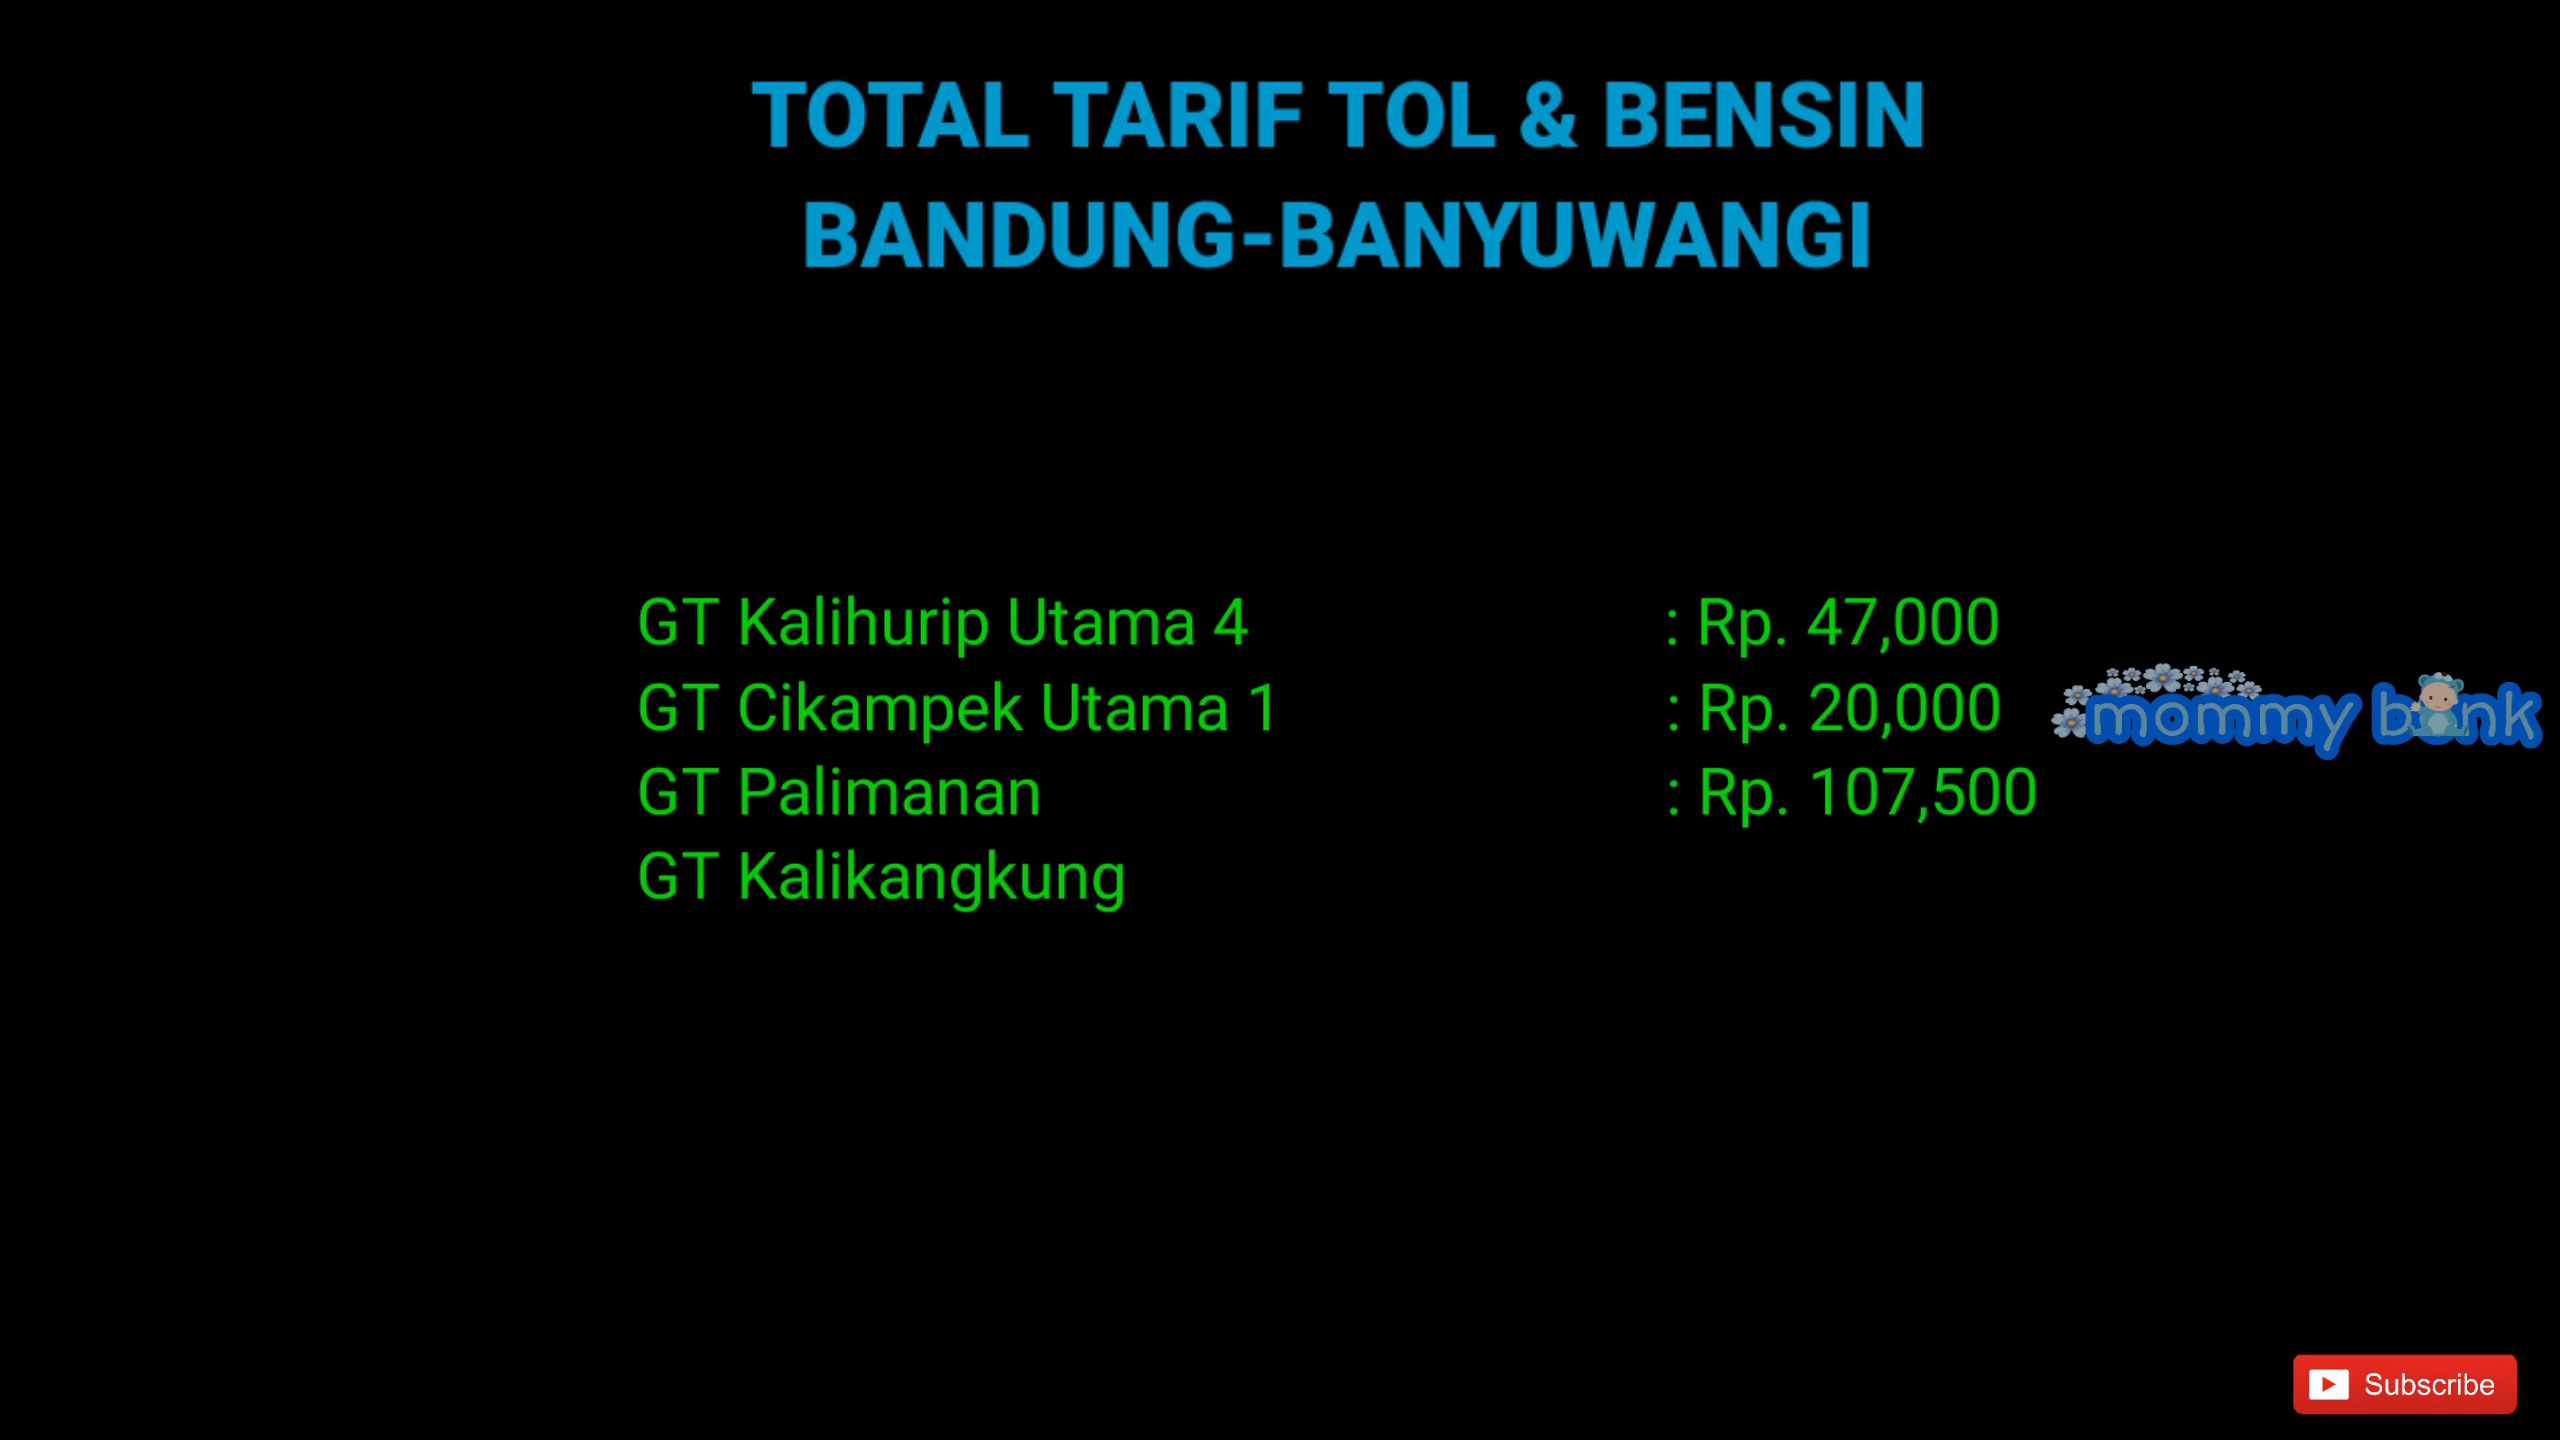 TOTAL TARIF TOL & BENSIN
BANDUNG-BANYUWANGI
GT Kalihurip Utama 4 : Rp. 47,000
GT Cikampek Utama 1 : Rp. 20,000
GT Palimanan : Rp. 107,500
GT Kalikangkung
mommy bank
Subscribe